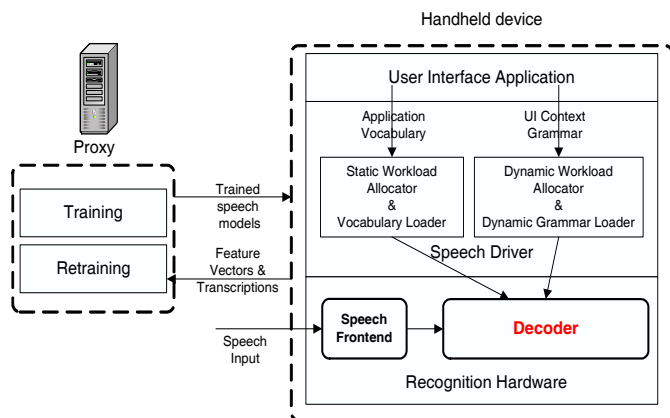 Handheld device
Proxy
Training
Retraining
Trained
speech
models
Feature
Vectors &
Transcriptions
Speech
Input
User Interface Application
Application
Vocabulary
UI Context
Grammar
Static Workload
Allocator
&
Vocabulary Loader
Dynamic Workload
Allocator
&
Dynamic Grammar Loader
Speech Driver
Speech
Frontend
Decoder
Recognition Hardware